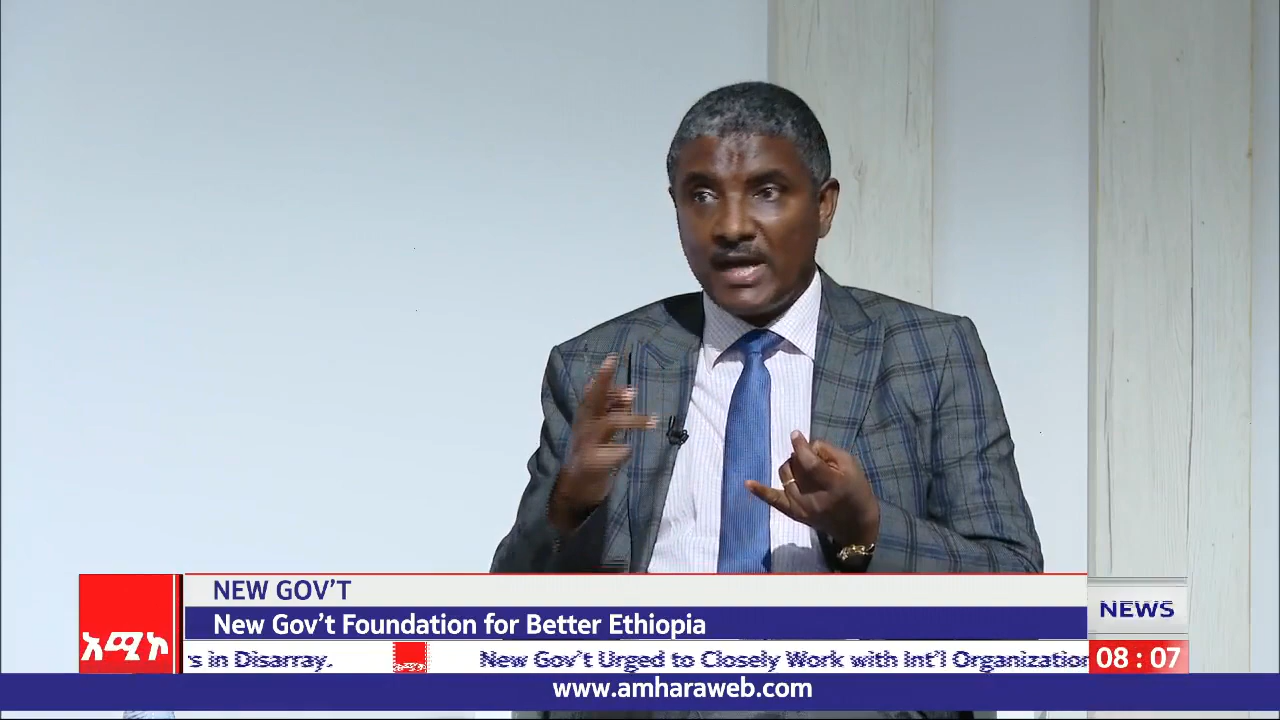 NEW GOV'T
New Gov't Foundation for Better Ethiopia
NEWS
አሚኮ
's in Disarray.
New Gov't Urged to Closely Work with Int'l Organization
08 : 07
www.amharaweb.com